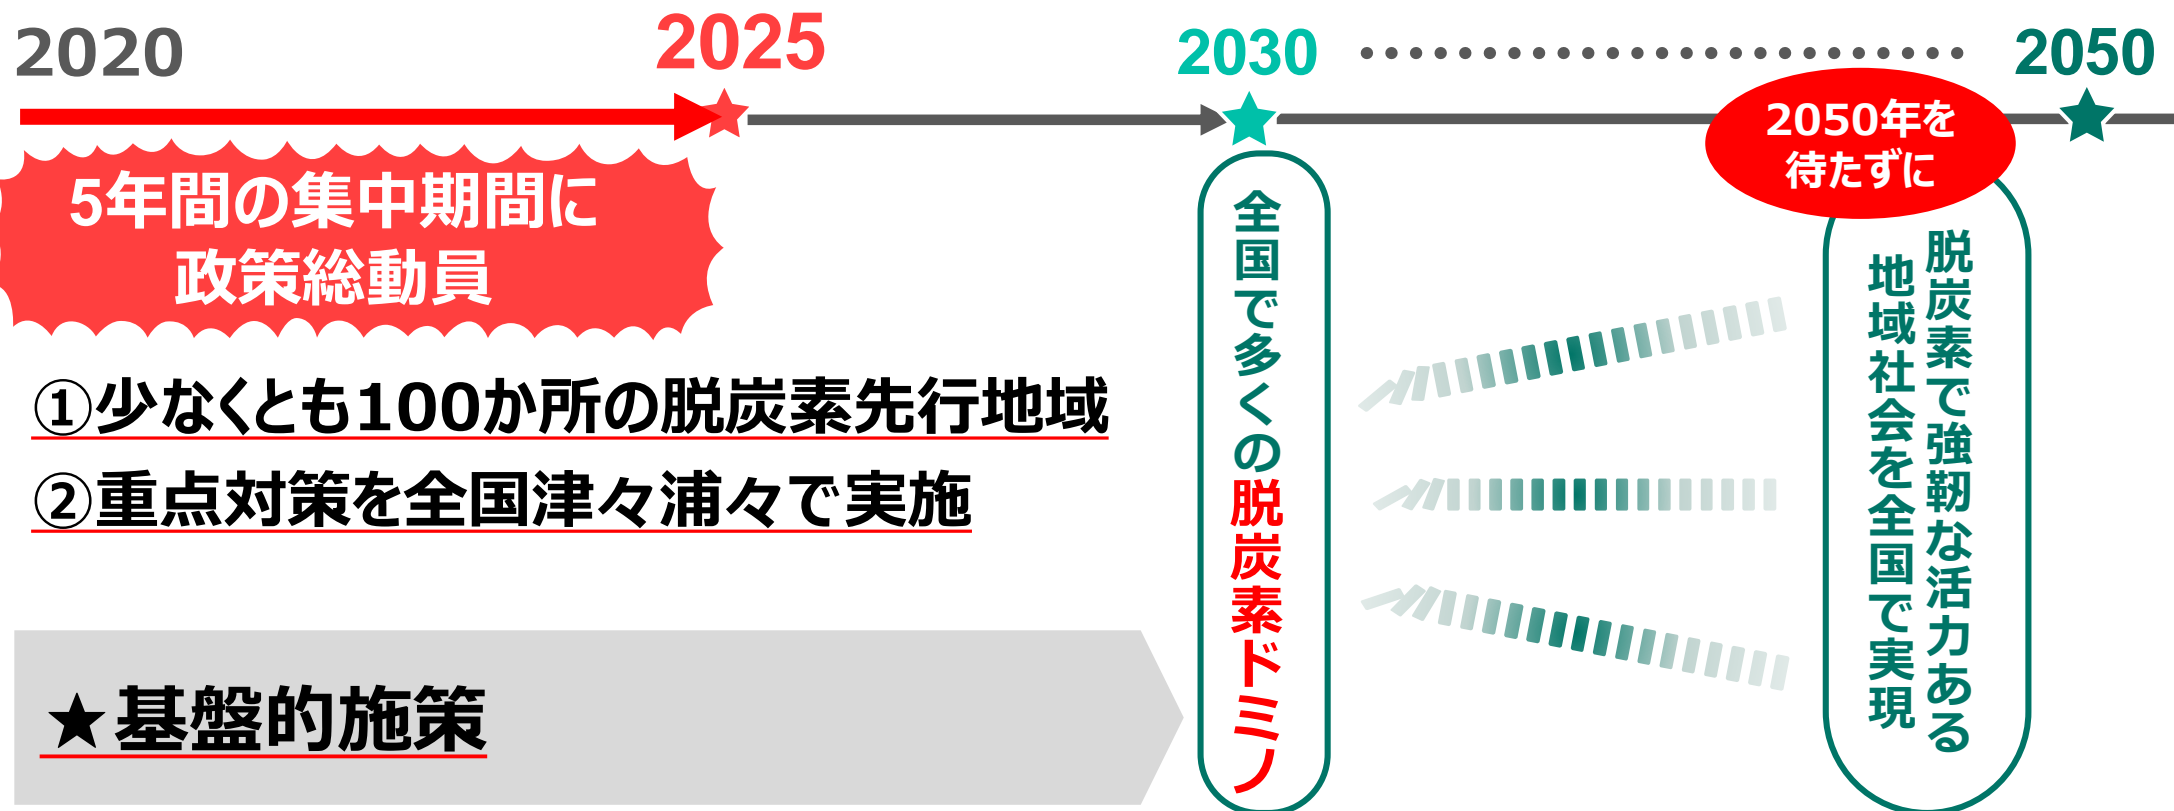 2020
2025
2030
2050
5年間の集中期間に
政策総動員
①少なくとも100か所の脱炭素先行地域
②重点対策を全国津々浦々で実施
★基盤的施策
全国で多くの脱炭素ドミノ
2050年を
待たずに
脱炭素で強靭な活力ある
地域社会を全国で実現